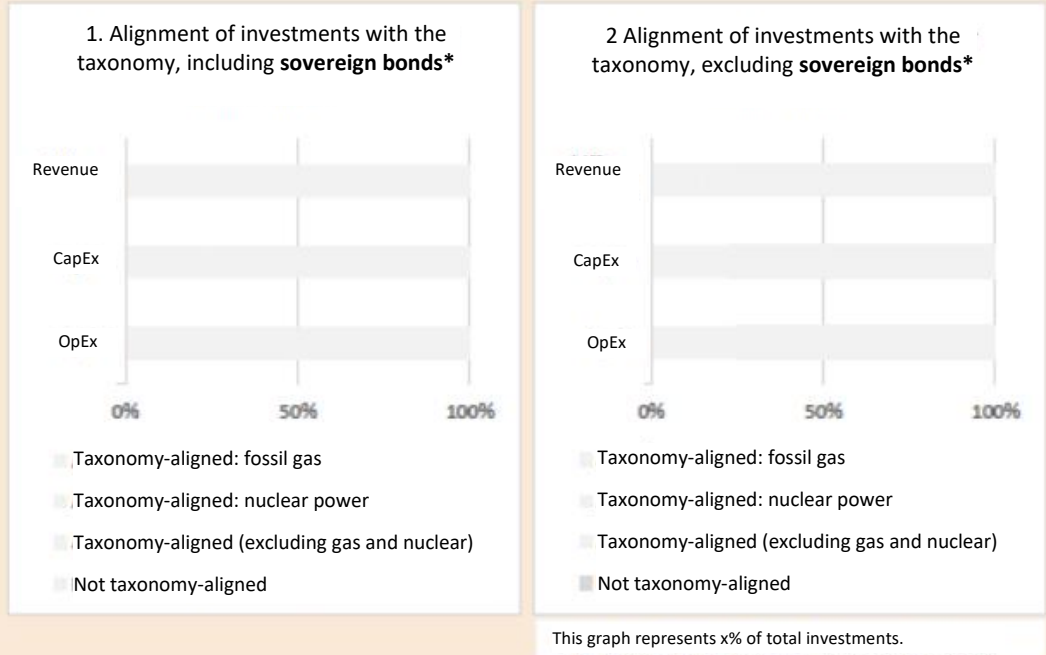 1. Alignment of investments with the
taxonomy, including sovereign bonds*
Revenue
CapEx
OpEx
0% 50% 100%
Taxonomy-aligned: fossil gas
Taxonomy-aligned: nuclear power
Taxonomy-aligned (excluding gas and nuclear)
Not taxonomy-aligned
2 Alignment of investments with the
taxonomy, excluding sovereign bonds*
Revenue
CapEx
OpEx
0% 50% 100%
Taxonomy-aligned: fossil gas
Taxonomy-aligned: nuclear power
Taxonomy-aligned (excluding gas and nuclear)
Not taxonomy-aligned
This graph represents x% of total investments.